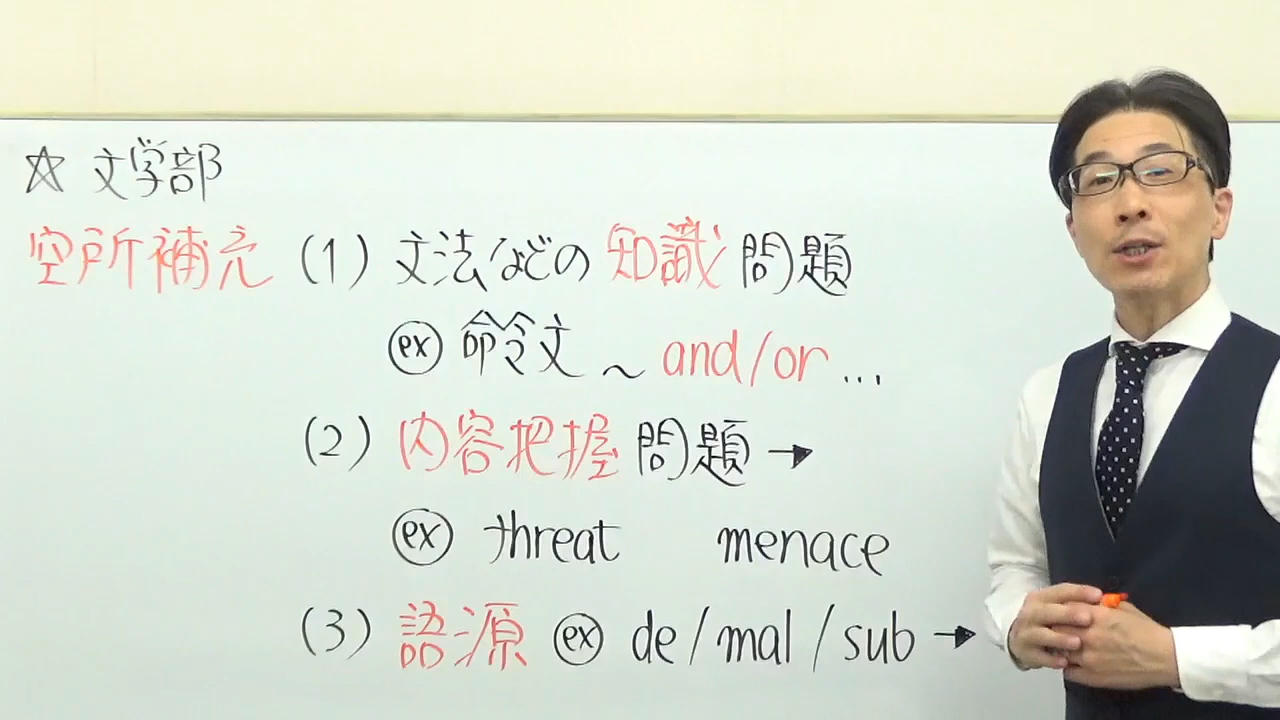 ☆ 文学部
空所補充 (1) 文法などの知識問題
ex 命令文 ~ and/or ...
(2) 内容把握問題 →
ex threat menace
(3) 語源 ex de/mal/sub →